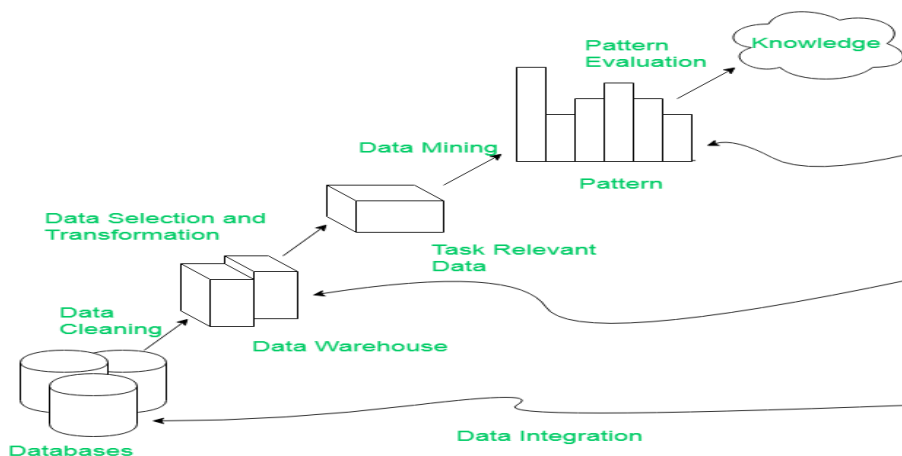 Pattern
Evaluation
Knowledge
Data Mining
Pattern
Data Selection and
Transformation
Task Relevant
Data
Data
Cleaning
Data Warehouse
Data Integration
Databases